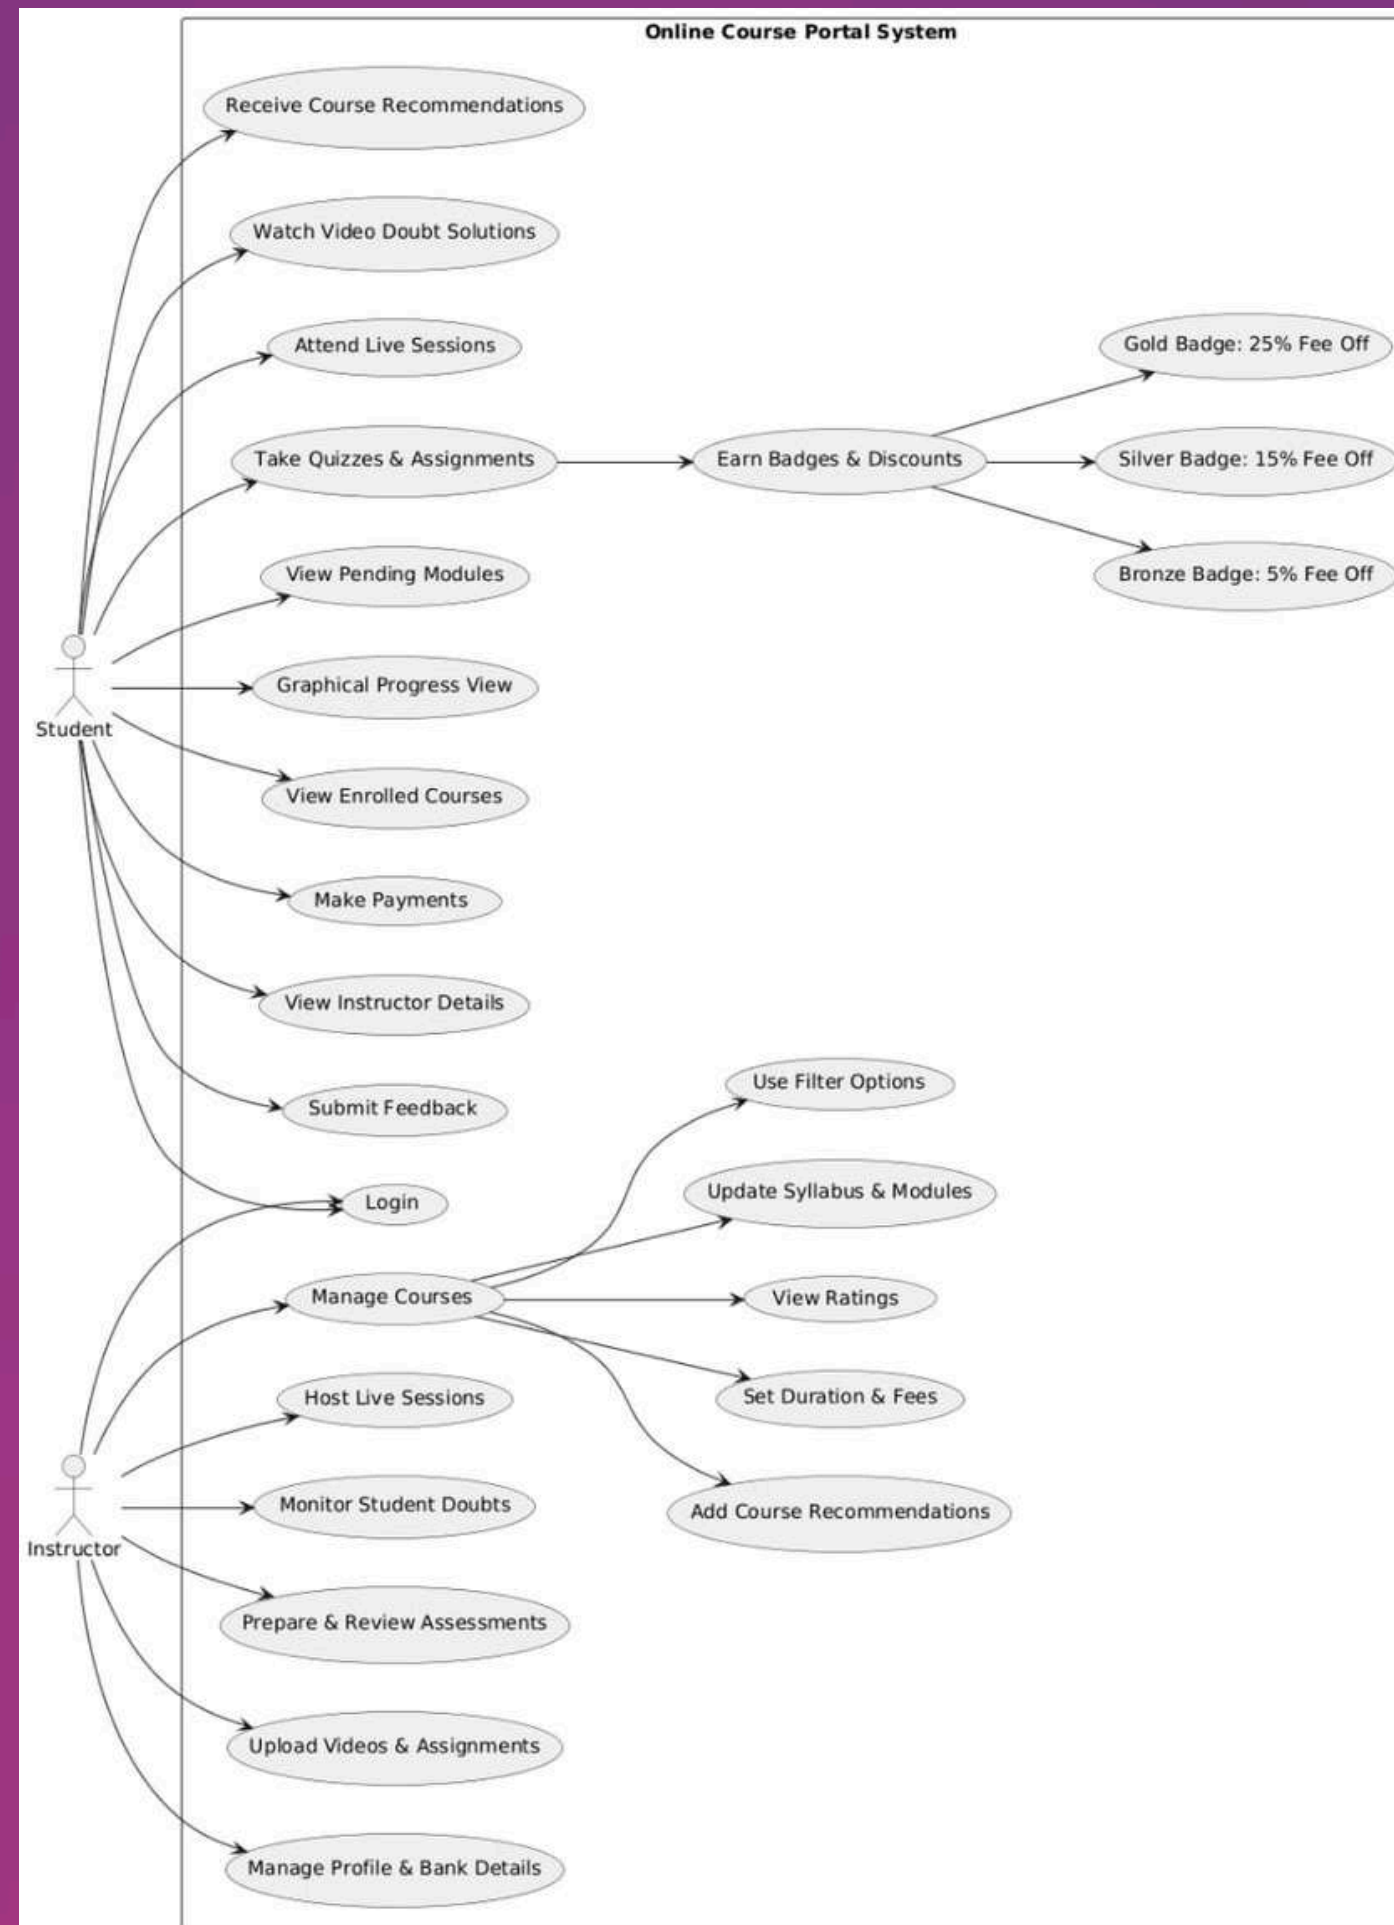 Online Course Portal System
Receive Course Recommendations
Watch Video Doubt Solutions
Attend Live Sessions
Gold Badge: 25% Fee Off
Take Quizzes & Assignments
Earn Badges & Discounts
Silver Badge: 15% Fee Off
View Pending Modules
Bronze Badge: 5% Fee Off
Graphical Progress View
Student
View Enrolled Courses
Make Payments
View Instructor Details
Use Filter Options
Submit Feedback
Update Syllabus & Modules
Login
Manage Courses
View Ratings
Host Live Sessions
Set Duration & Fees
Monitor Student Doubts
Add Course Recommendations
Instructor
Prepare & Review Assessments
Upload Videos & Assignments
Manage Profile & Bank Details